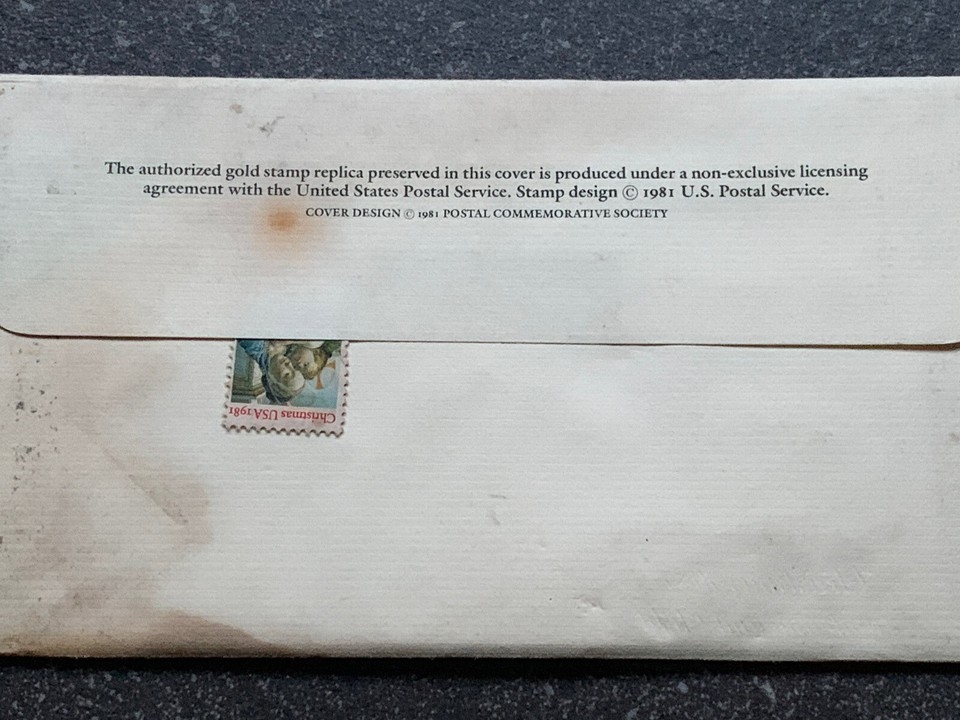 The authorized gold stamp replica preserved in this cover is produced under a non-exclusive licensing
agreement with the United States Postal Service. Stamp design © 1981 U.S. Postal Service.
COVER DESIGN © 1981 POSTAL COMMEMORATIVE SOCIETY
Christmas USA 1981